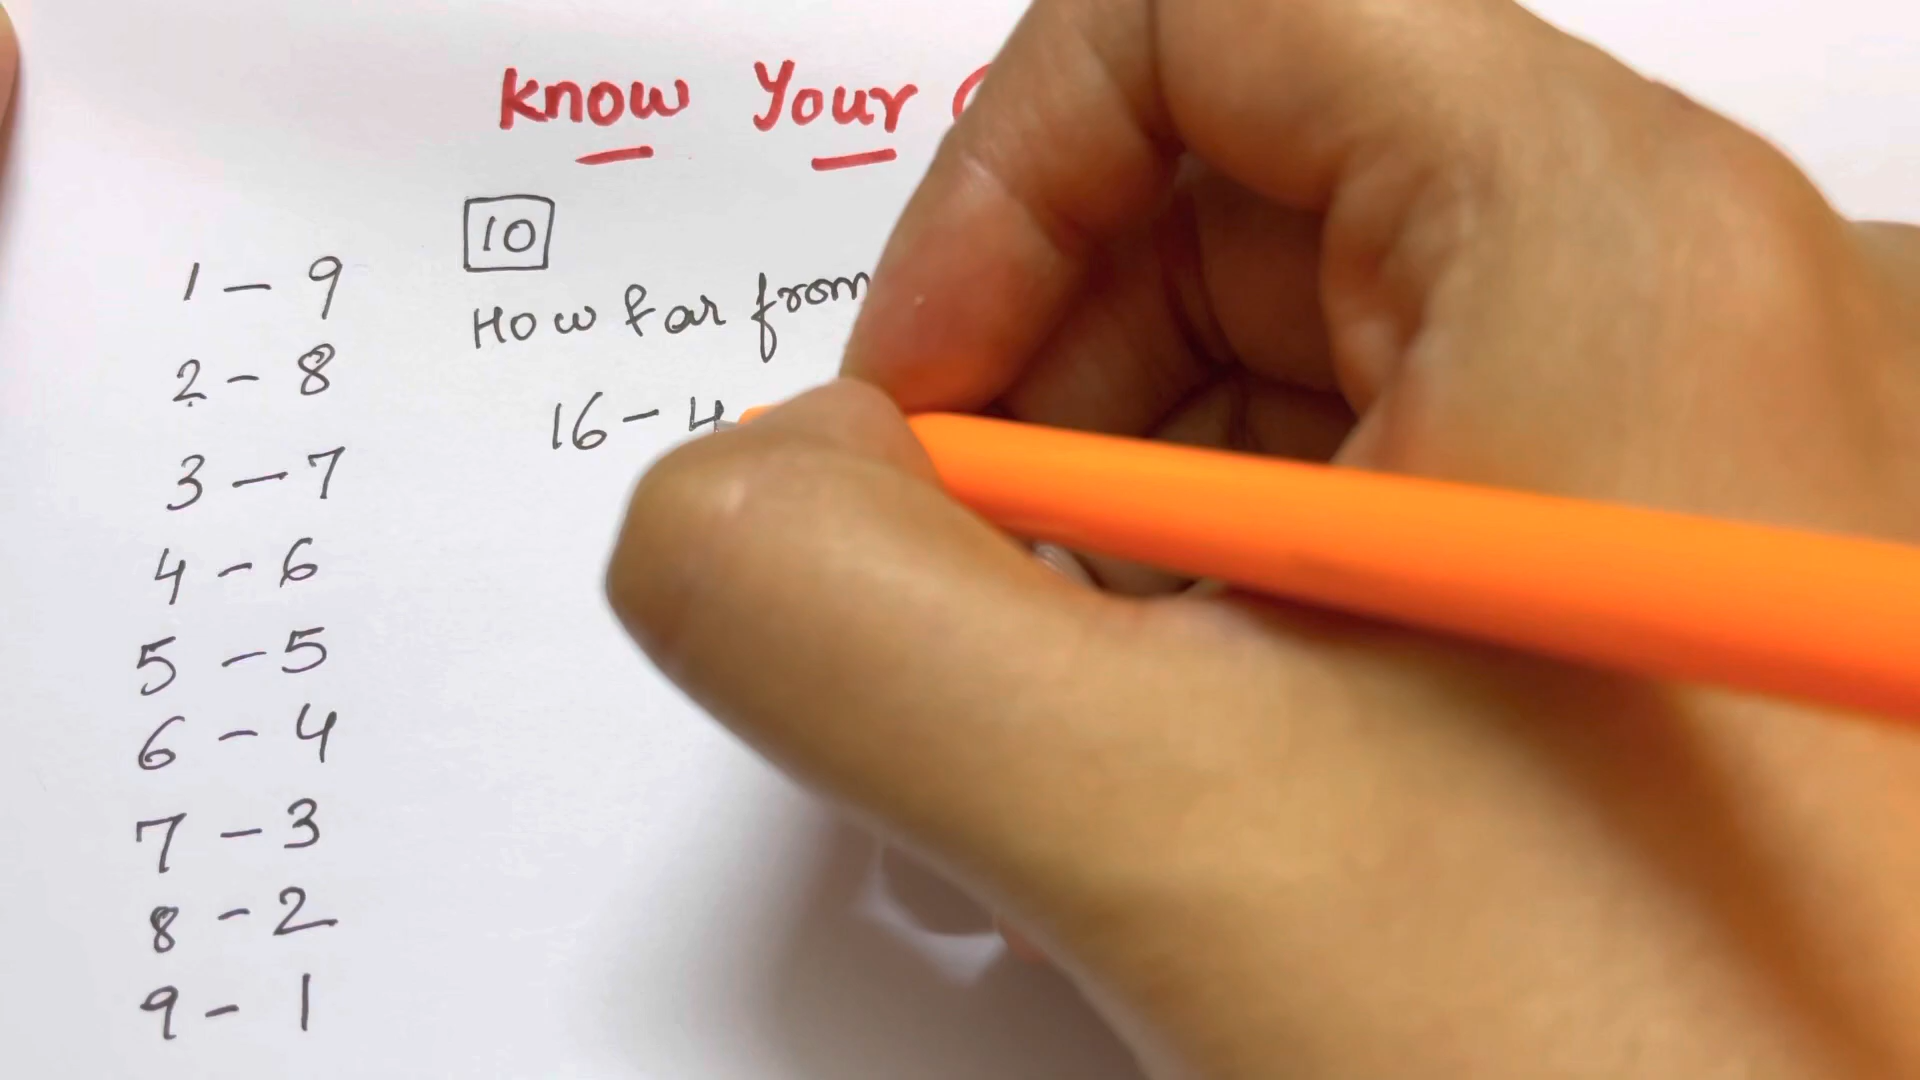 Know Your
10
How far from
16 - 4
1 - 9
2 - 8
3 - 7
4 - 6
5 - 5
6 - 4
7 - 3
8 - 2
9 - 1